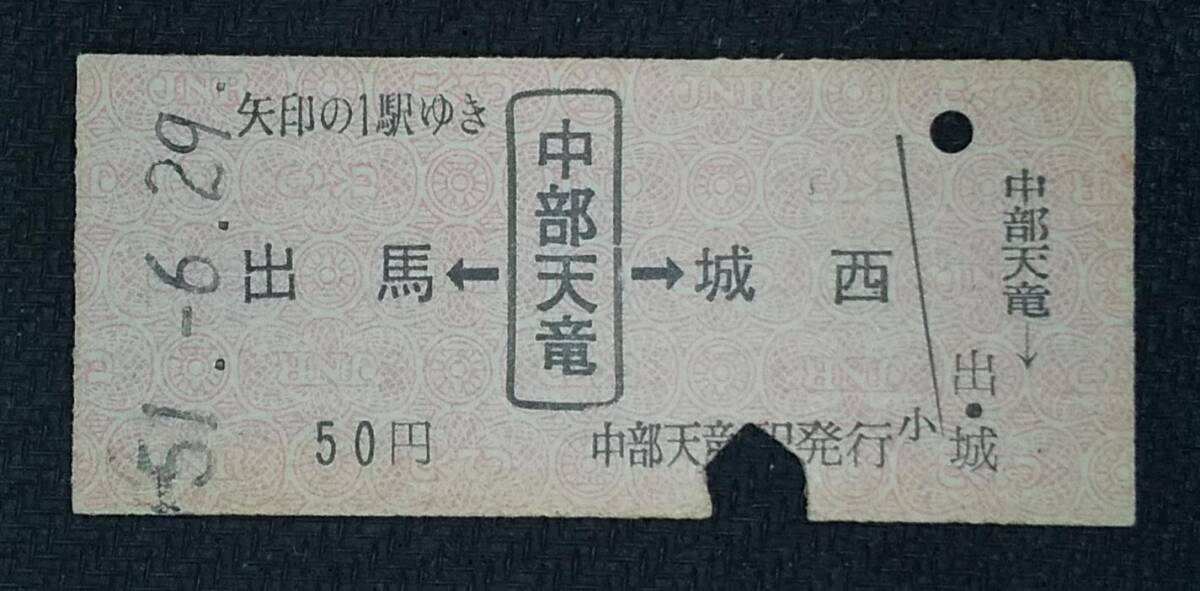 51.-6.29.
矢印の1駅ゆき
出馬←中部天竜→城西
50円
中部天竜駅発行
小
中部天竜→
出・城